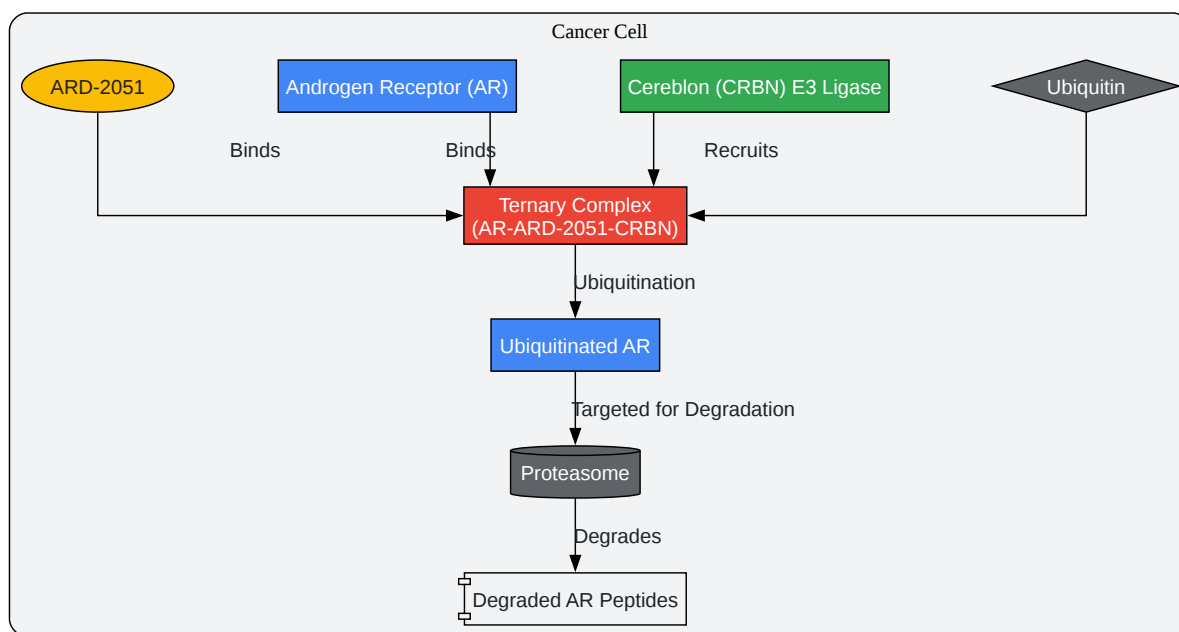 Cancer Cell
ARD-2051
Androgen Receptor (AR)
Cereblon (CRBN) E3 Ligase
Ubiquitin
Binds
Binds
Recruits
Ternary Complex
(AR-ARD-2051-CRBN)
Ubiquitination
Ubiquitinated AR
Targeted for Degradation
Proteasome
Degrades
Degraded AR Peptides